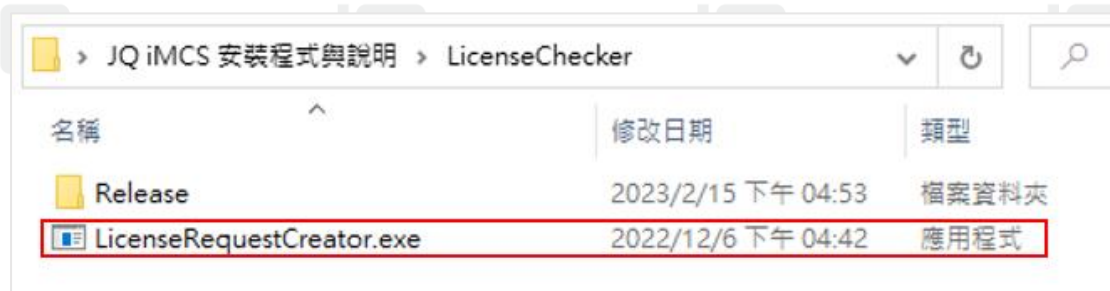 › JQ iMCS 安裝程式與說明 › LicenseChecker
名稱 修改日期 類型
Release 2023/2/15 下午 04:53 檔案資料夾
LicenseRequestCreator.exe 2022/12/6 下午 04:42 應用程式